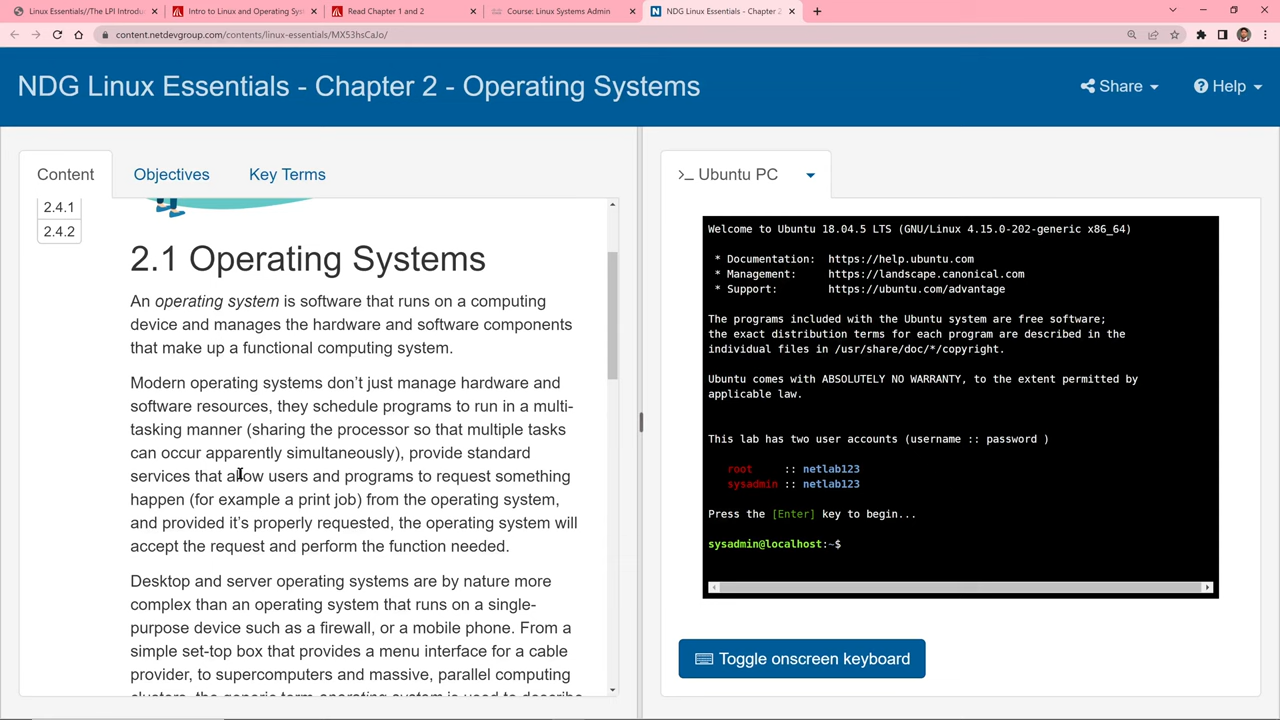 Linux Essentials//The LPI Introdu
Intro to Linux and Operating Sy
Read Chapter 1 and 2
Course: Linux Systems Admin
NDG Linux Essentials - Chapter 2
content.netdevgroup.com/contents/linux-essentials/MX53hsCaJo/
NDG Linux Essentials - Chapter 2 - Operating Systems
Share
Help
Content
Objectives
Key Terms
2.4.1
2.4.2
2.1 Operating Systems
An operating system is software that runs on a computing
device and manages the hardware and software components
that make up a functional computing system.
Modern operating systems don’t just manage hardware and
software resources, they schedule programs to run in a multi-
tasking manner (sharing the processor so that multiple tasks
can occur apparently simultaneously), provide standard
services that allow users and programs to request something
happen (for example a print job) from the operating system,
and provided it’s properly requested, the operating system will
accept the request and perform the function needed.
Desktop and server operating systems are by nature more
complex than an operating system that runs on a single-
purpose device such as a firewall, or a mobile phone. From a
simple set-top box that provides a menu interface for a cable
provider, to supercomputers and massive, parallel computing
clusters, the generic term operating system is used to describe
>_ Ubuntu PC
Welcome to Ubuntu 18.04.5 LTS (GNU/Linux 4.15.0-202-generic x86_64)
* Documentation: https://help.ubuntu.com
* Management: https://landscape.canonical.com
* Support: https://ubuntu.com/advantage
The programs included with the Ubuntu system are free software;
the exact distribution terms for each program are described in the
individual files in /usr/share/doc/*/copyright.
Ubuntu comes with ABSOLUTELY NO WARRANTY, to the extent permitted by
applicable law.
This lab has two user accounts (username :: password )
root :: netlab123
sysadmin :: netlab123
Press the [Enter] key to begin...
sysadmin@localhost:~$
Toggle onscreen keyboard